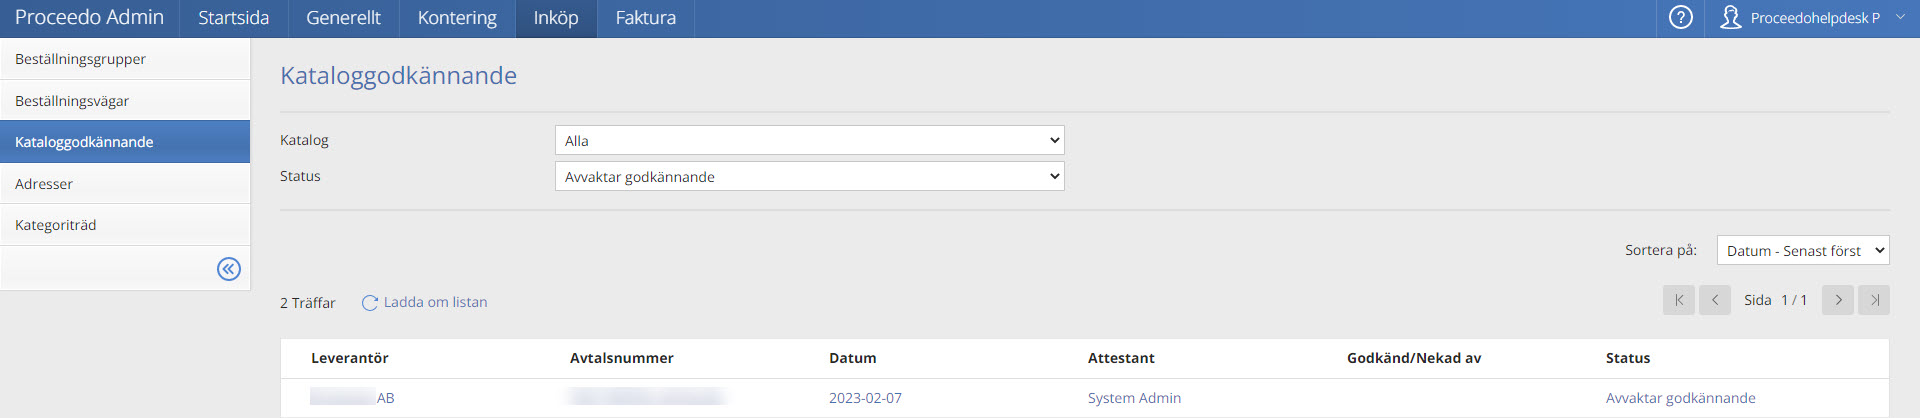 Proceedo Admin Startsida Generellt Kontering Inköp Faktura ? Proceedohelpdesk P
Beställningsgrupper
Beställningsvägar
Kataloggodkännande
Adresser
Kategoriträd
Kataloggodkännande
Katalog Alla
Status Avvaktar godkännande
Sortera på: Datum - Senast först
2 Träffar Ladda om listan Sida 1 / 1
Leverantör Avtalsnummer Datum Attestant Godkänd/Nekad av Status
AB 2023-02-07 System Admin Avvaktar godkännande